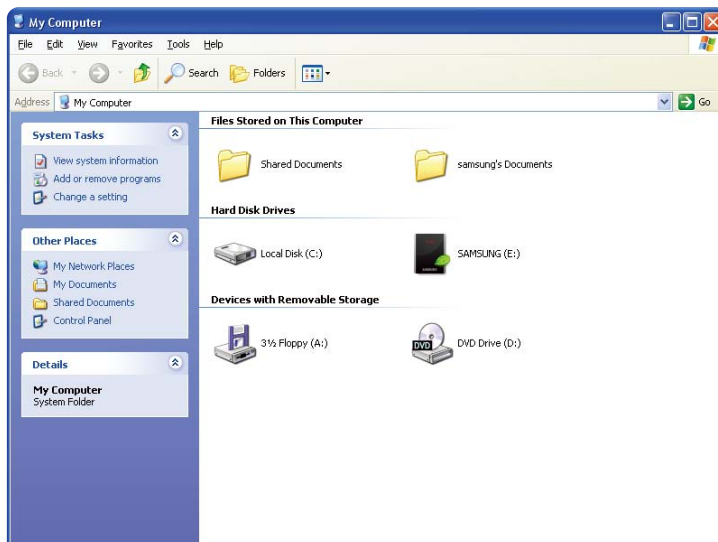 My Computer
File Edit View Favorites Tools Help
Back Search Folders
Address My Computer Go
System Tasks
View system information
Add or remove programs
Change a setting
Other Places
My Network Places
My Documents
Shared Documents
Control Panel
Details
My Computer
System Folder
Files Stored on This Computer
Shared Documents samsung's Documents
Hard Disk Drives
Local Disk (C:) SAMSUNG (E:)
Devices with Removable Storage
3½ Floppy (A:) DVD DVD Drive (D:)